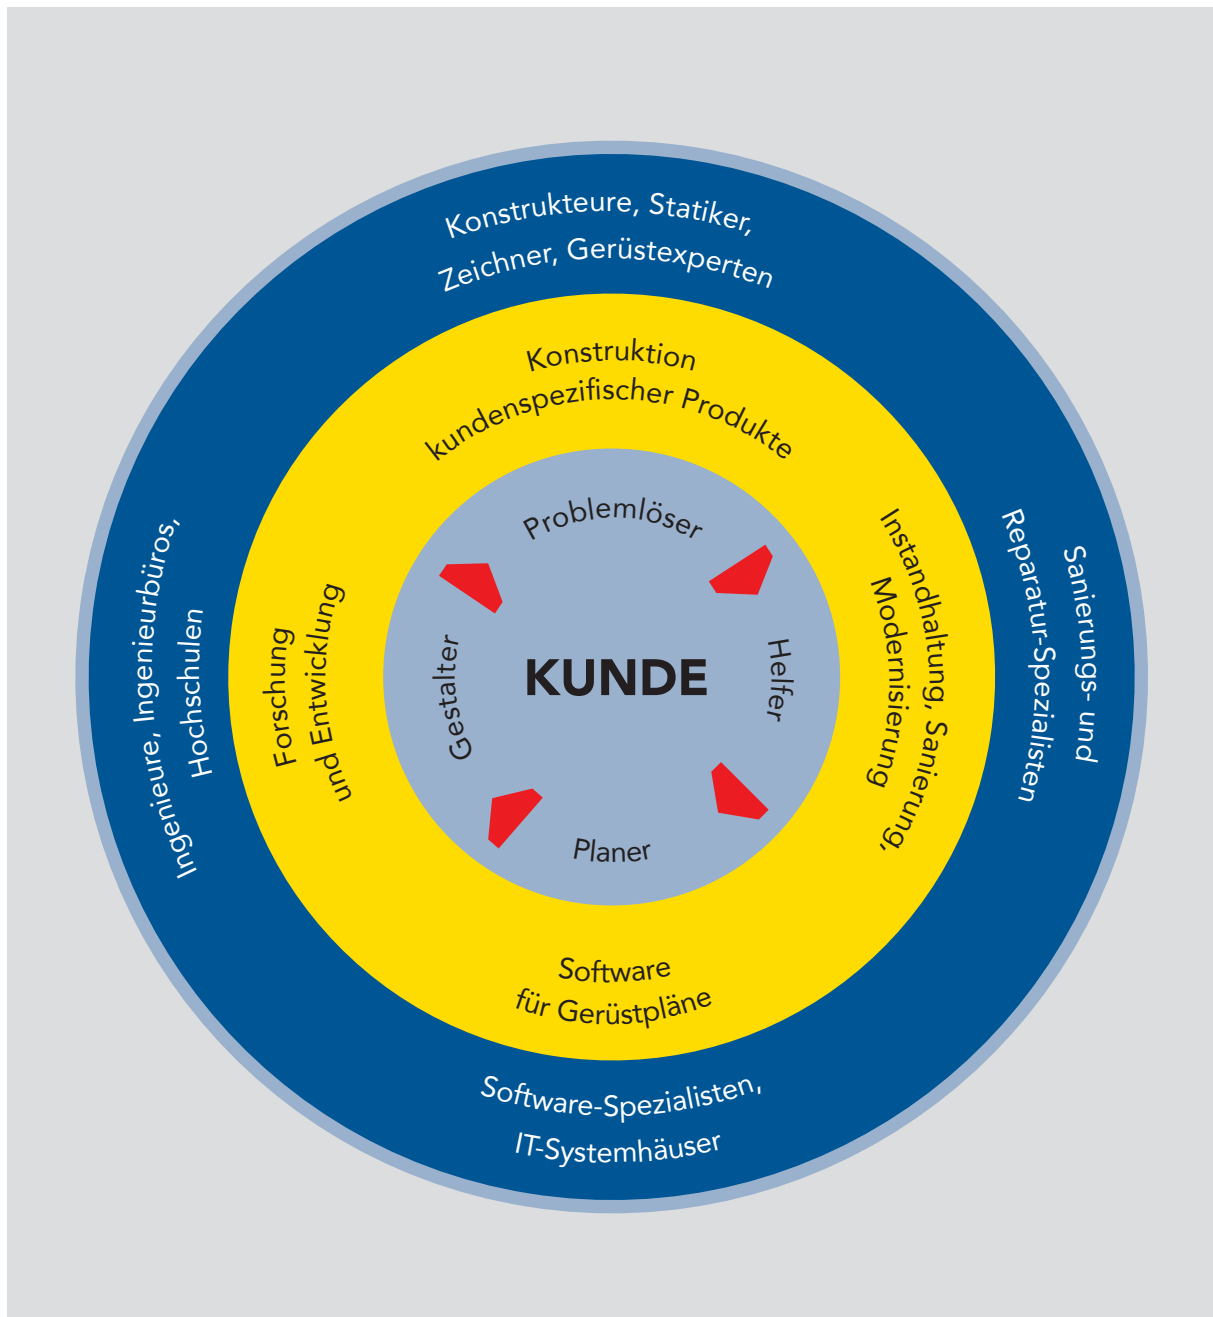 Konstrukteure, Statiker,
Zeichner, Gerüstexperten
Konstruktion
kundenspezifischer Produkte
Problemlöser
Ingenieure, Ingenieurbüros,
Hochschulen
Forschung
und Entwicklung
Gestalter
KUNDE
Helfer
Instandhaltung, Sanierung,
Modernisierung
Sanierungs- und
Reparatur-Spezialisten
Planer
Software
für Gerüstpläne
Software-Spezialisten,
IT-Systemhäuser